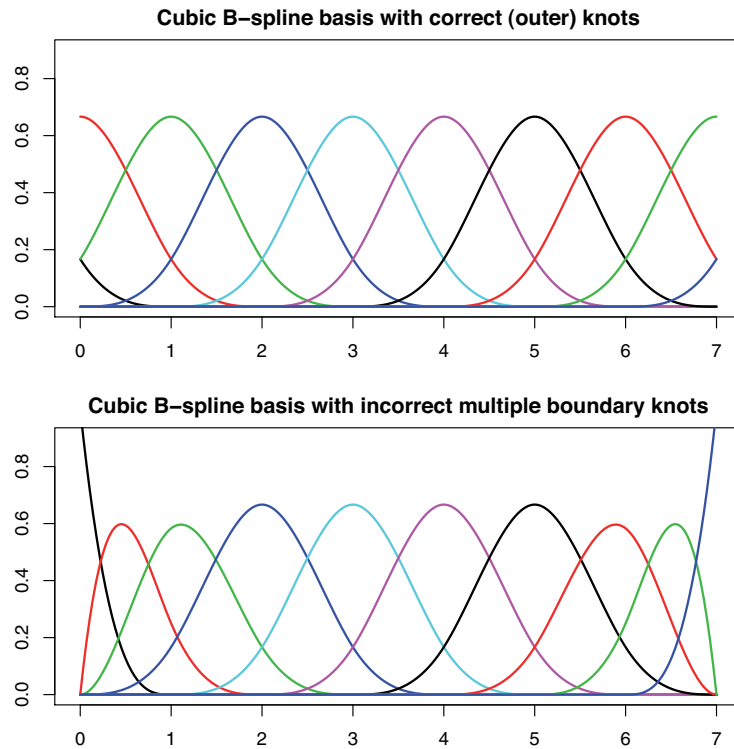 Cubic B−spline basis with correct (outer) knots
0.8
0.6
0.4
0.2
0.0
0 1 2 3 4 5 6 7
Cubic B−spline basis with incorrect multiple boundary knots
0.8
0.6
0.4
0.2
0.0
0 1 2 3 4 5 6 7